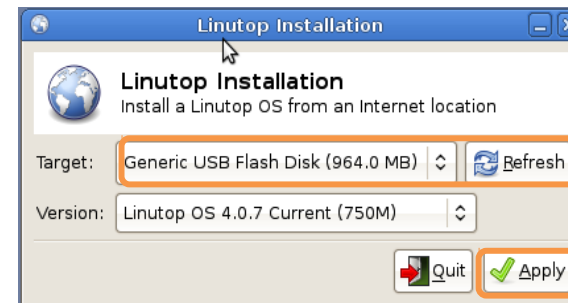 Linutop Installation
Linutop Installation
Install a Linutop OS from an Internet location
Target: Generic USB Flash Disk (964.0 MB) Refresh
Version: Linutop OS 4.0.7 Current (750M)
Quit Apply